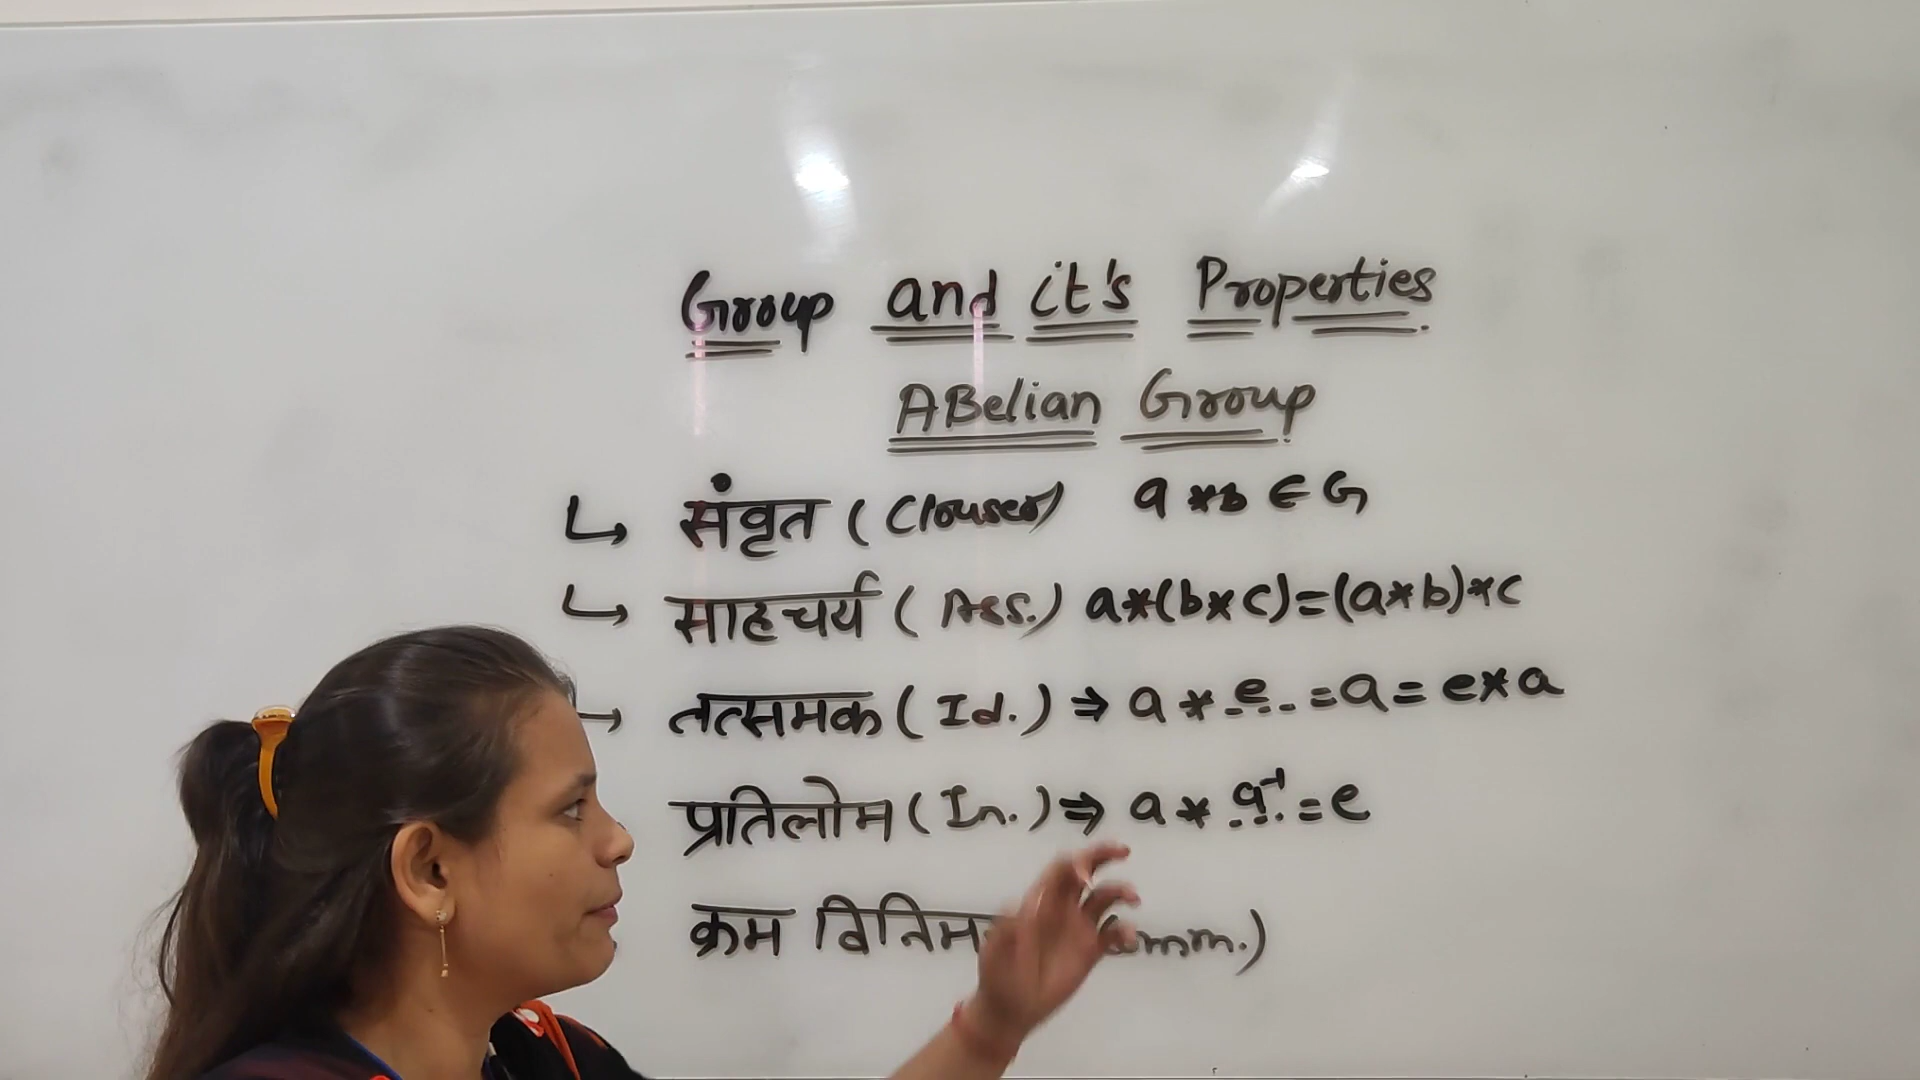 Group and it's Properties
ABelian Group
↳ संवृत (Clouser) a * b ∈ G
↳ साहचर्य (Ass.) a*(b*c)=(a*b)*c
→ तत्समक (Id.) ⇒ a * e = a = e * a
प्रतिलोम (In.) ⇒ a * a⁻¹ = e
क्रम